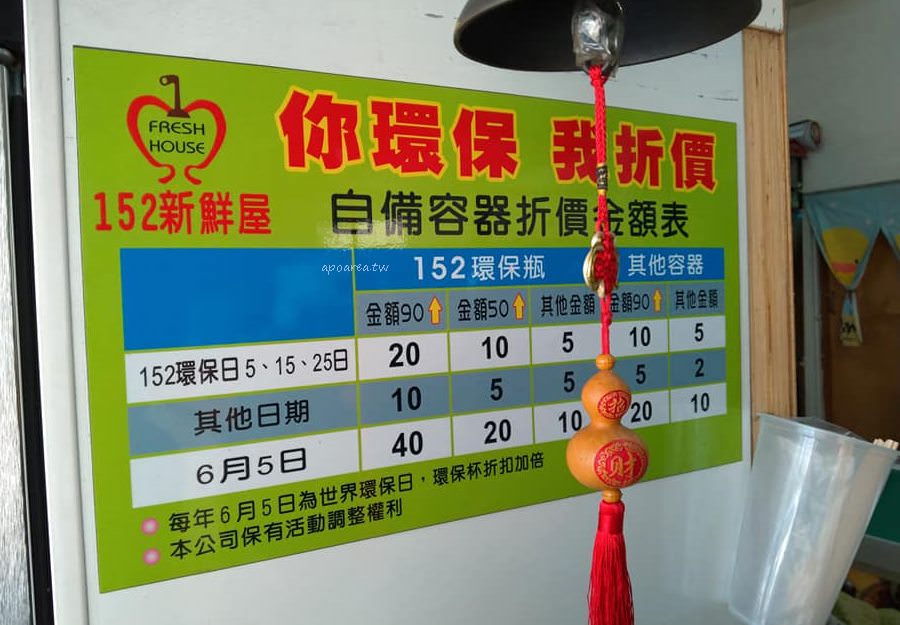 FRESH
HOUSE
152新鮮屋
你環保 我折價
自備容器折價金額表
apoarea.tw
152環保瓶 其他容器
金額90 金額50 其他金額 金額90 其他金額
152環保日5、15、25日 20 10 5 10 5
其他日期 10 5 5 5 2
6月5日 40 20 10 20 10
每年6月5日為世界環保日，環保杯折扣加倍
本公司保有活動調整權利
招
財